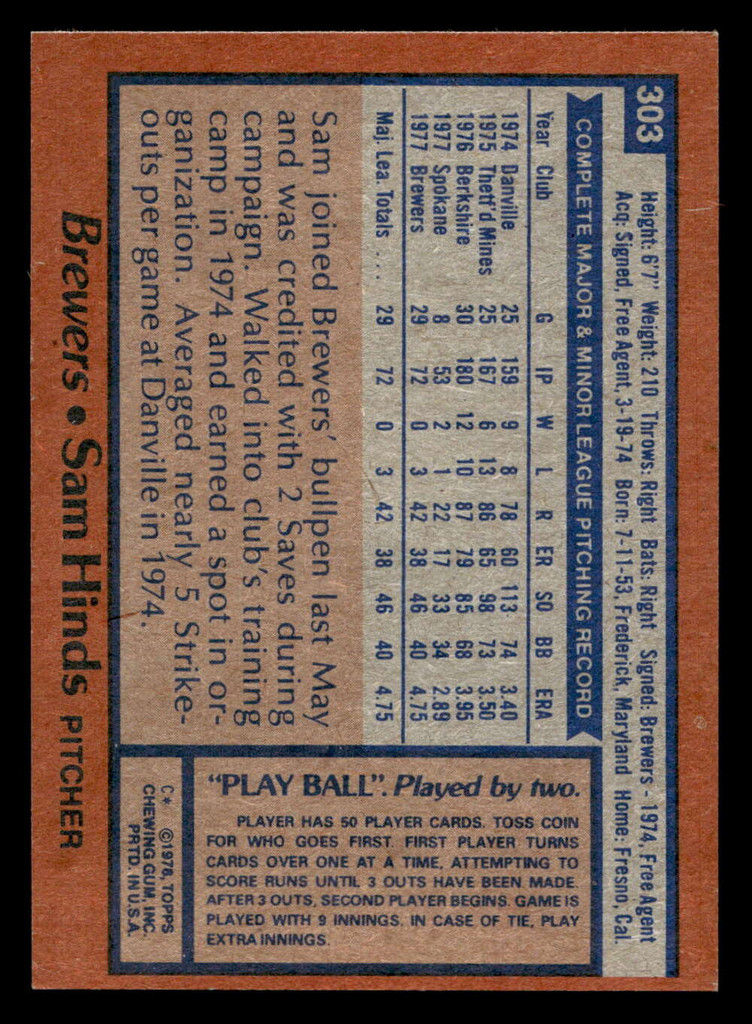 303
Height: 6'7" Weight: 210 Throws: Right Bats: Right Signed: Brewers - 1974, Free Agent
Acq: Signed, Free Agent, 3-19-74 Born: 7-11-53, Frederick, Maryland Home: Fresno, Cal.
COMPLETE MAJOR & MINOR LEAGUE PITCHING RECORD
Year Club G IP W L R ER SO BB ERA
1974 Danville 25 159 9 8 78 60 113 74 3.40
1975 Thetf'd Mines 25 167 6 13 86 65 98 73 3.50
1976 Berkshire 30 180 12 10 87 79 85 68 3.95
1977 Spokane 8 53 2 1 22 17 33 34 2.89
1977 Brewers 29 72 0 3 42 38 46 40 4.75
Maj. Lea. Totals .... 29 72 0 3 42 38 46 40 4.75
Sam joined Brewers' bullpen last May
and was credited with 2 Saves during
campaign. Walked into club's training
camp in 1974 and earned a spot in or-
ganization. Averaged nearly 5 Strike-
outs per game at Danville in 1974.
"PLAY BALL". Played by two.
PLAYER HAS 50 PLAYER CARDS. TOSS COIN
FOR WHO GOES FIRST. FIRST PLAYER TURNS
CARDS OVER ONE AT A TIME, ATTEMPTING TO
SCORE RUNS UNTIL 3 OUTS HAVE BEEN MADE.
AFTER 3 OUTS, SECOND PLAYER BEGINS. GAME IS
PLAYED WITH 9 INNINGS. IN CASE OF TIE, PLAY
EXTRA INNINGS.
C* ©1978, TOPPS
CHEWING GUM, INC.
PRTD. IN U.S.A.
Brewers • Sam Hinds PITCHER